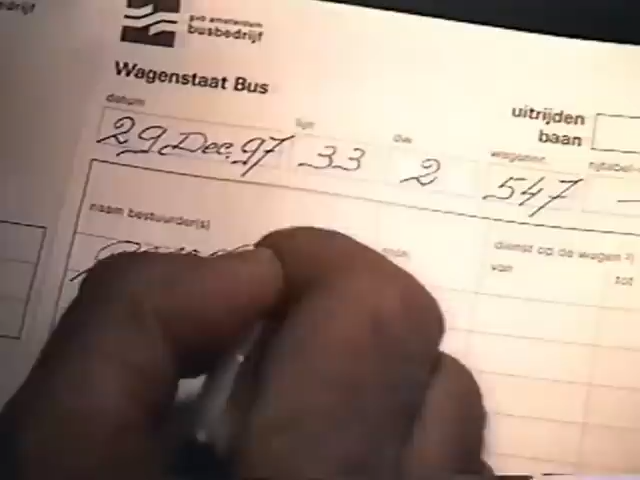 gvb amsterdam
busbedrijf
Wagenstaat Bus
datum lijn dw wagennr.
uitrijden
baan
29 Dec. 97 33 2 547 -
naam bestuurder(s)
dienst op de wagen
van tot